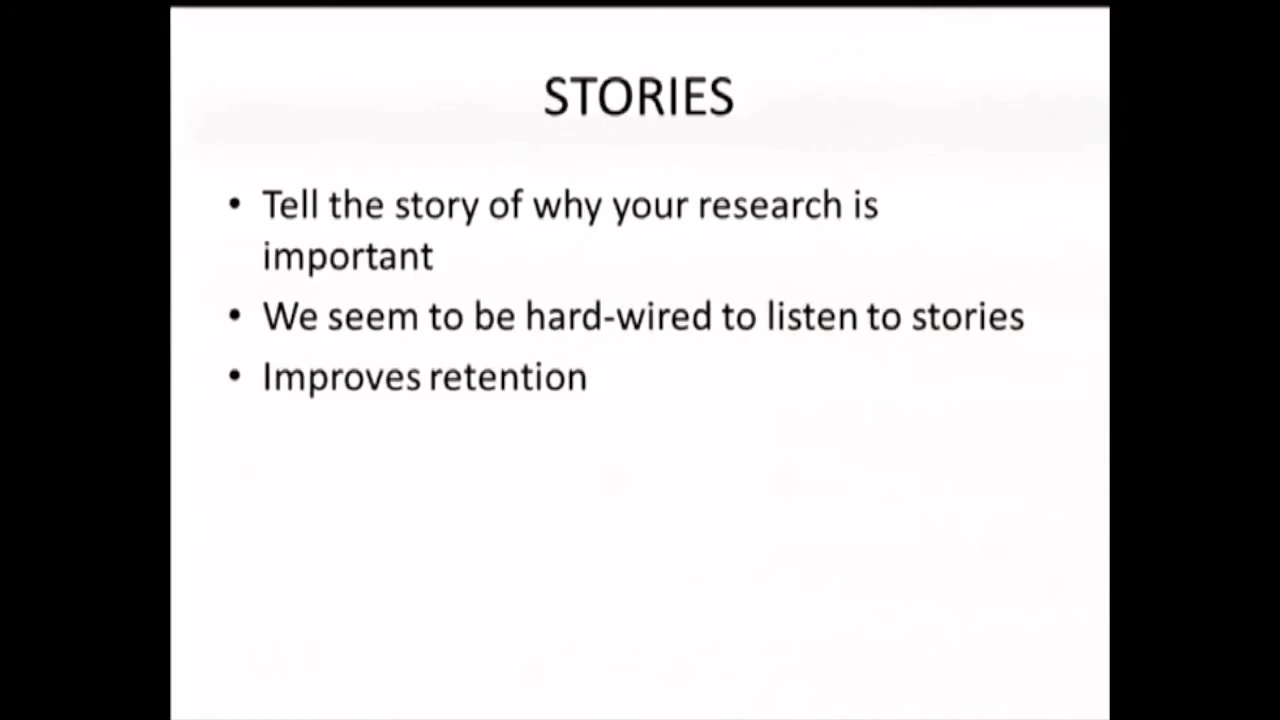 STORIES
• Tell the story of why your research is
important
• We seem to be hard-wired to listen to stories
• Improves retention